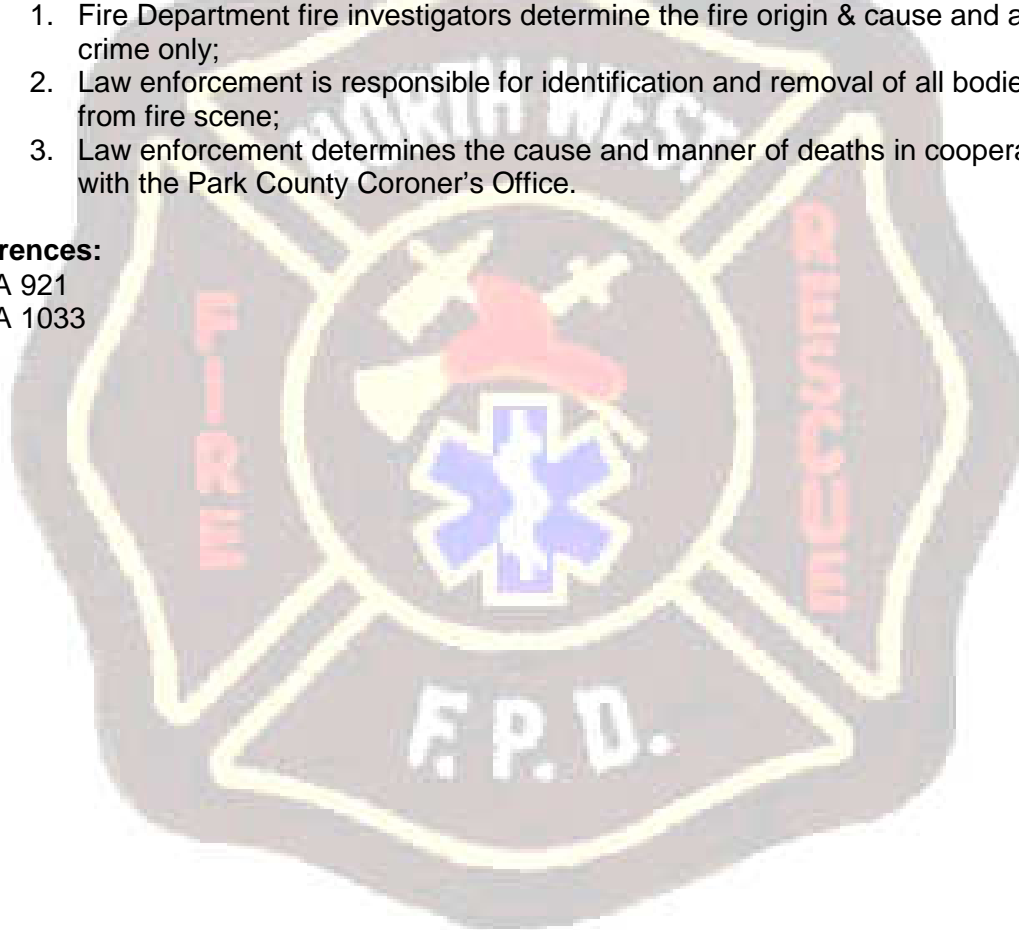 1. Fire Department fire investigators determine the fire origin & cause and a
crime only;
2. Law enforcement is responsible for identification and removal of all bodie
from fire scene;
3. Law enforcement determines the cause and manner of deaths in coopera
with the Park County Coroner's Office.
rences:
A 921
A 1033
NORTH WEST
FIRE
RESCUE
F.P.D.